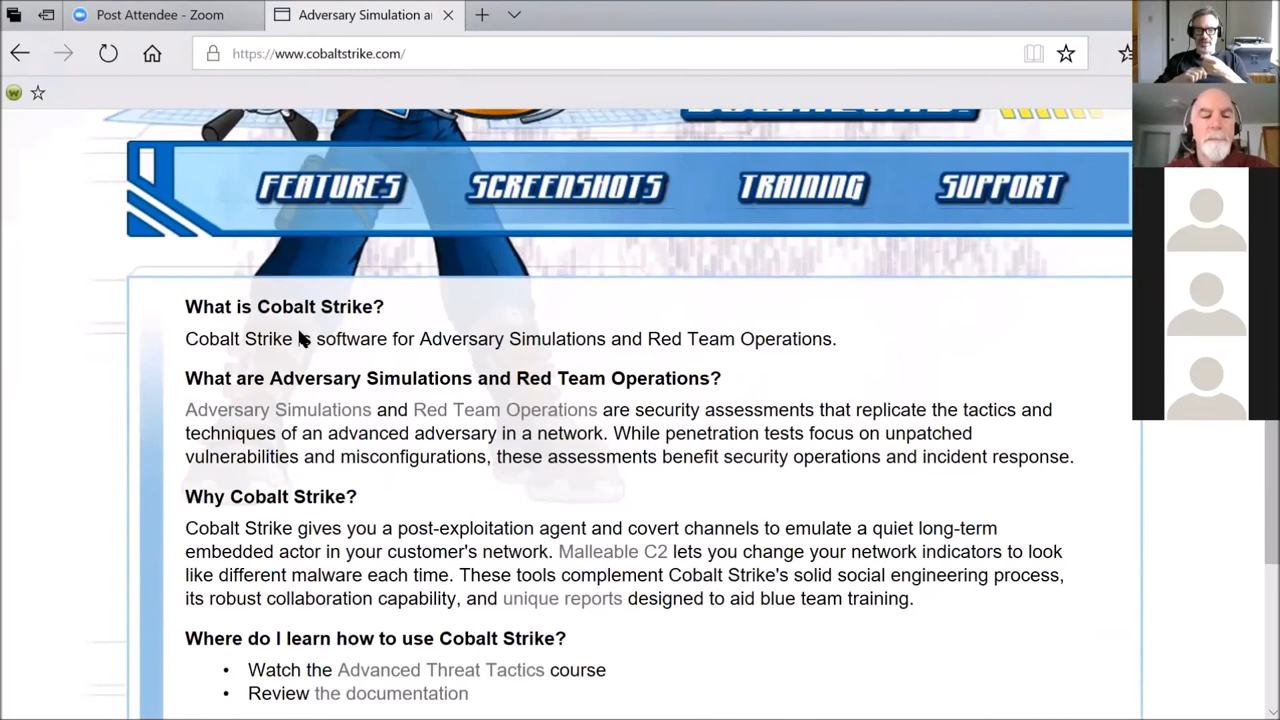 Post Attendee - Zoom
Adversary Simulation a
https://www.cobaltstrike.com/
FEATURES
SCREENSHOTS
TRAINING
SUPPORT
What is Cobalt Strike?
Cobalt Strike is software for Adversary Simulations and Red Team Operations.
What are Adversary Simulations and Red Team Operations?
Adversary Simulations and Red Team Operations are security assessments that replicate the tactics and
techniques of an advanced adversary in a network. While penetration tests focus on unpatched
vulnerabilities and misconfigurations, these assessments benefit security operations and incident response.
Why Cobalt Strike?
Cobalt Strike gives you a post-exploitation agent and covert channels to emulate a quiet long-term
embedded actor in your customer's network. Malleable C2 lets you change your network indicators to look
like different malware each time. These tools complement Cobalt Strike's solid social engineering process,
its robust collaboration capability, and unique reports designed to aid blue team training.
Where do I learn how to use Cobalt Strike?
• Watch the Advanced Threat Tactics course
• Review the documentation